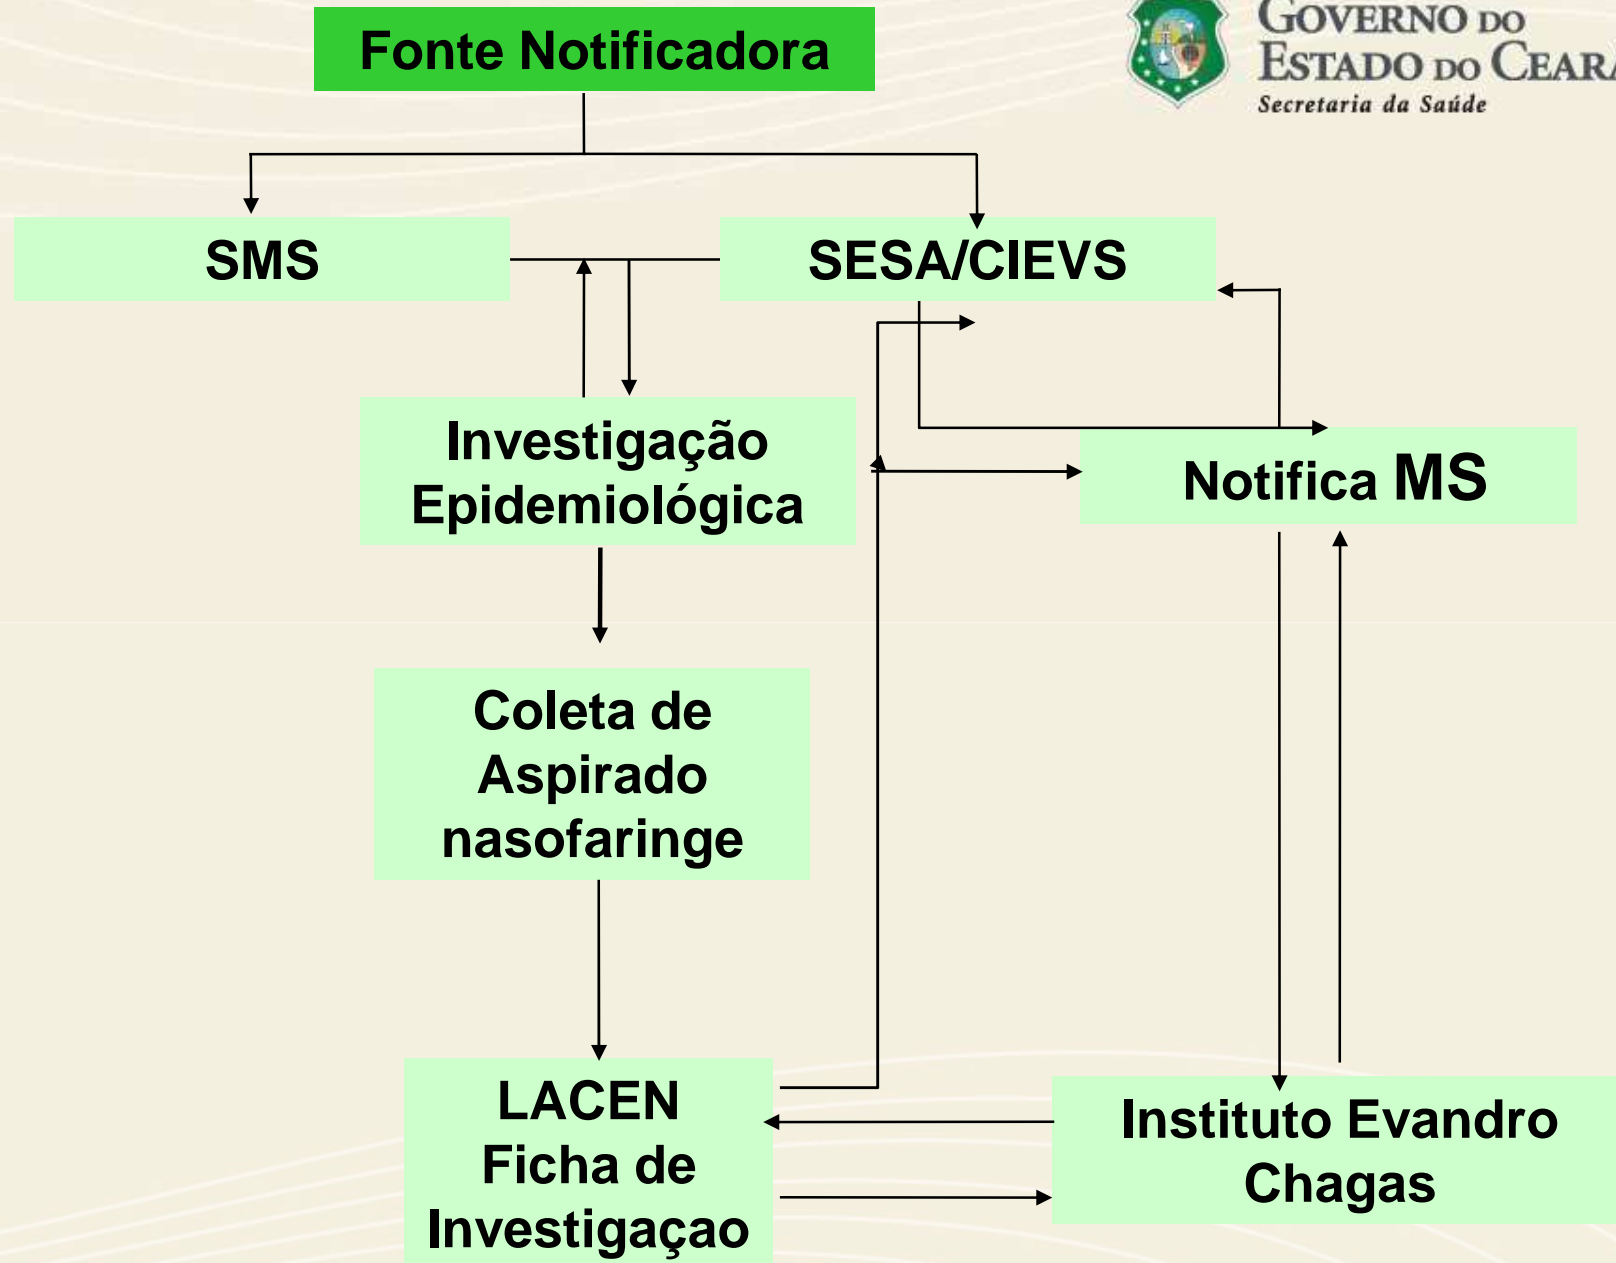 Fonte Notificadora
GOVERNO DO
ESTADO DO CEARÁ
Secretaria da Saúde
SMS
SESA/CIEVS
Investigação
Epidemiológica
Notifica MS
Coleta de
Aspirado
nasofaringe
LACEN
Ficha de
Investigaçao
Instituto Evandro
Chagas